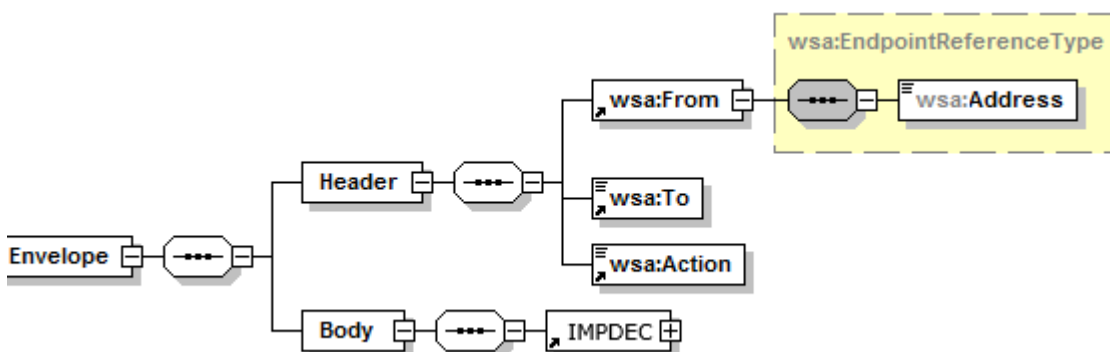 wsa:EndpointReferenceType
wsa:From
wsa:Address
Header
wsa:To
Envelope
wsa:Action
Body
IMPDEC